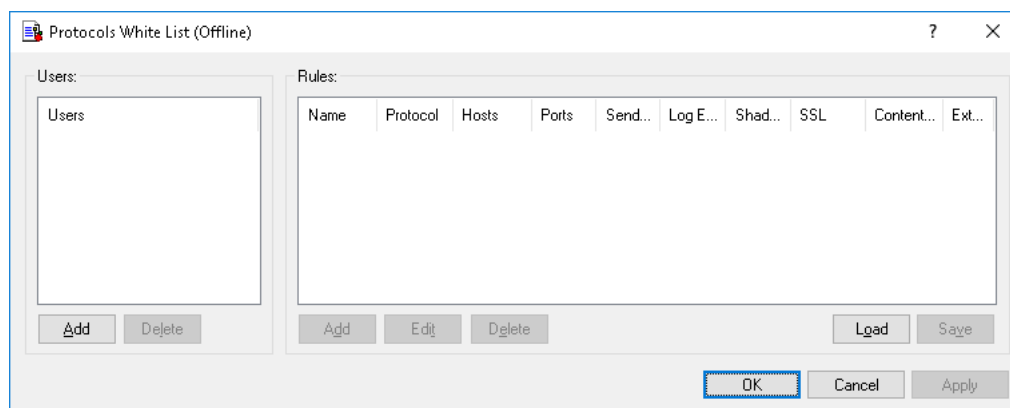 Protocols White List (Offline)
?
Users:
Users
Add
Delete
Rules:
Name Protocol Hosts Ports Send... Log E... Shad... SSL Content... Ext...
Add Edit Delete Load Save
OK Cancel Apply